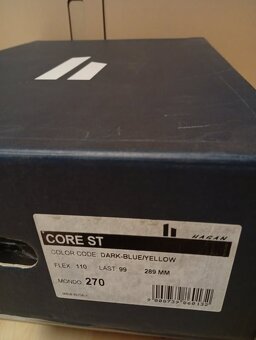 HAGAN
CORE ST
COLOR CODE: DARK-BLUE/YELLOW
FLEX: 110 LAST: 99 289 MM
MONDO: 270